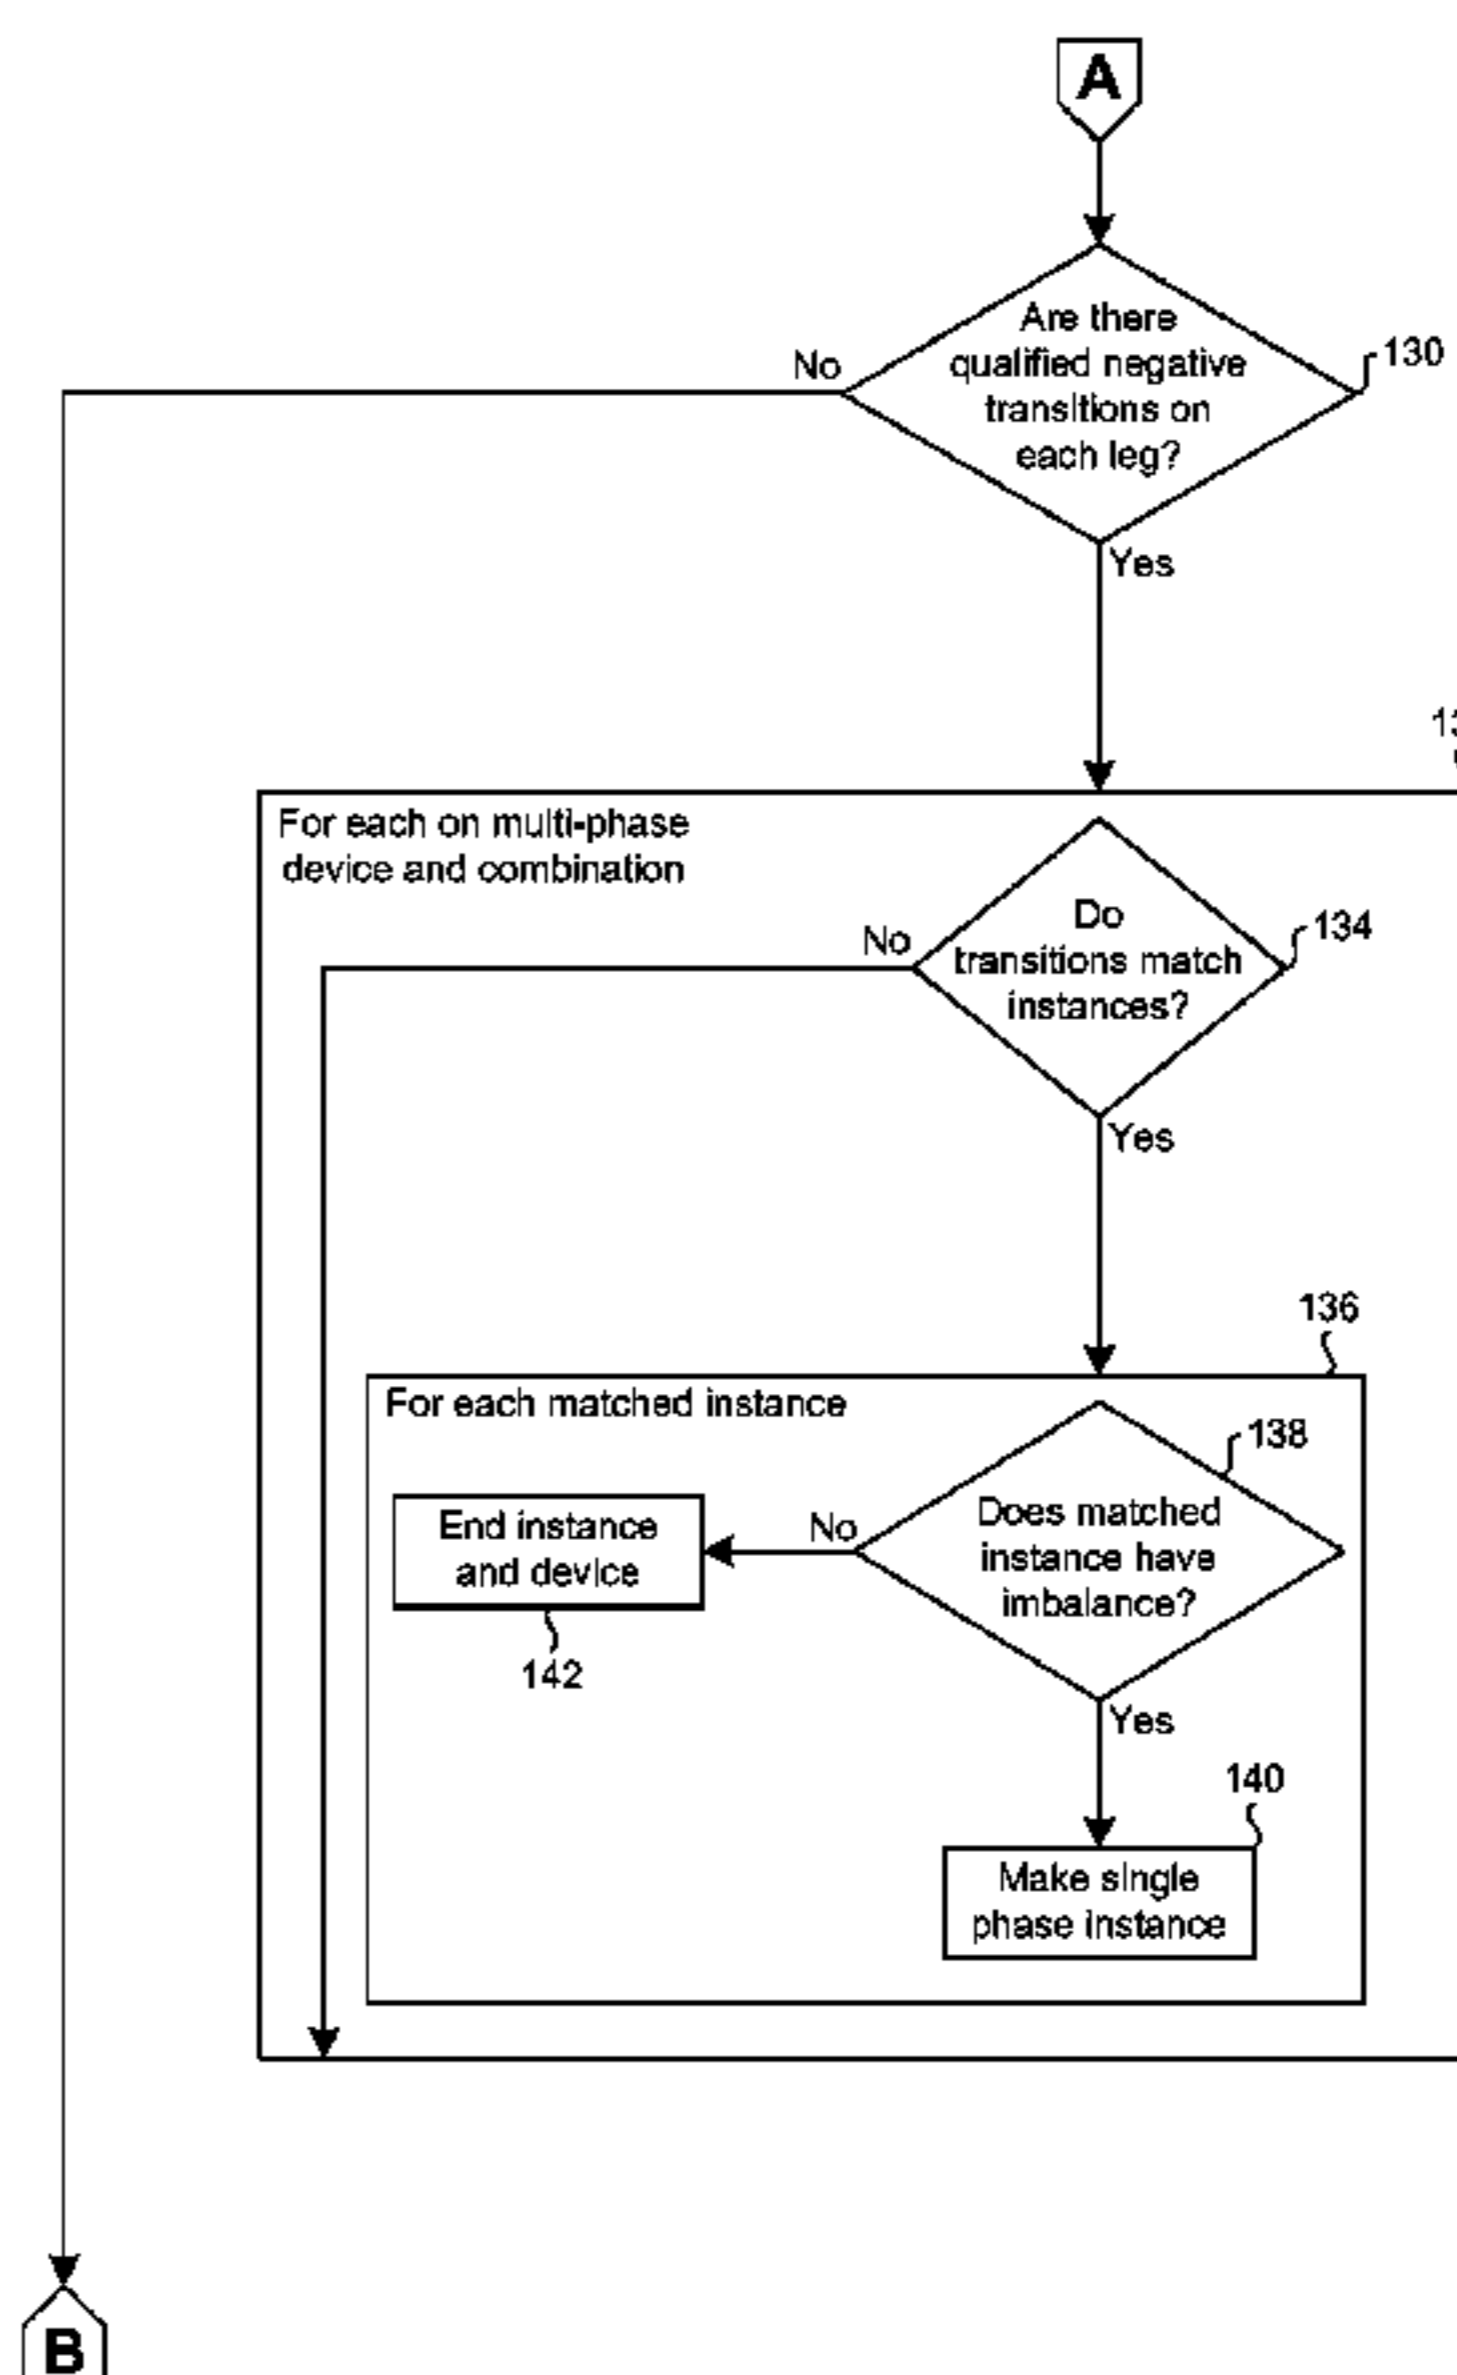 A
Are there
qualified negative
transitions on
each leg?
130
No
Yes
For each on multi-phase
device and combination
Do
transitions match
instances?
134
No
Yes
136
For each matched instance
138
Does matched
instance have
imbalance?
No
End instance
and device
142
Yes
140
Make single
phase instance
B